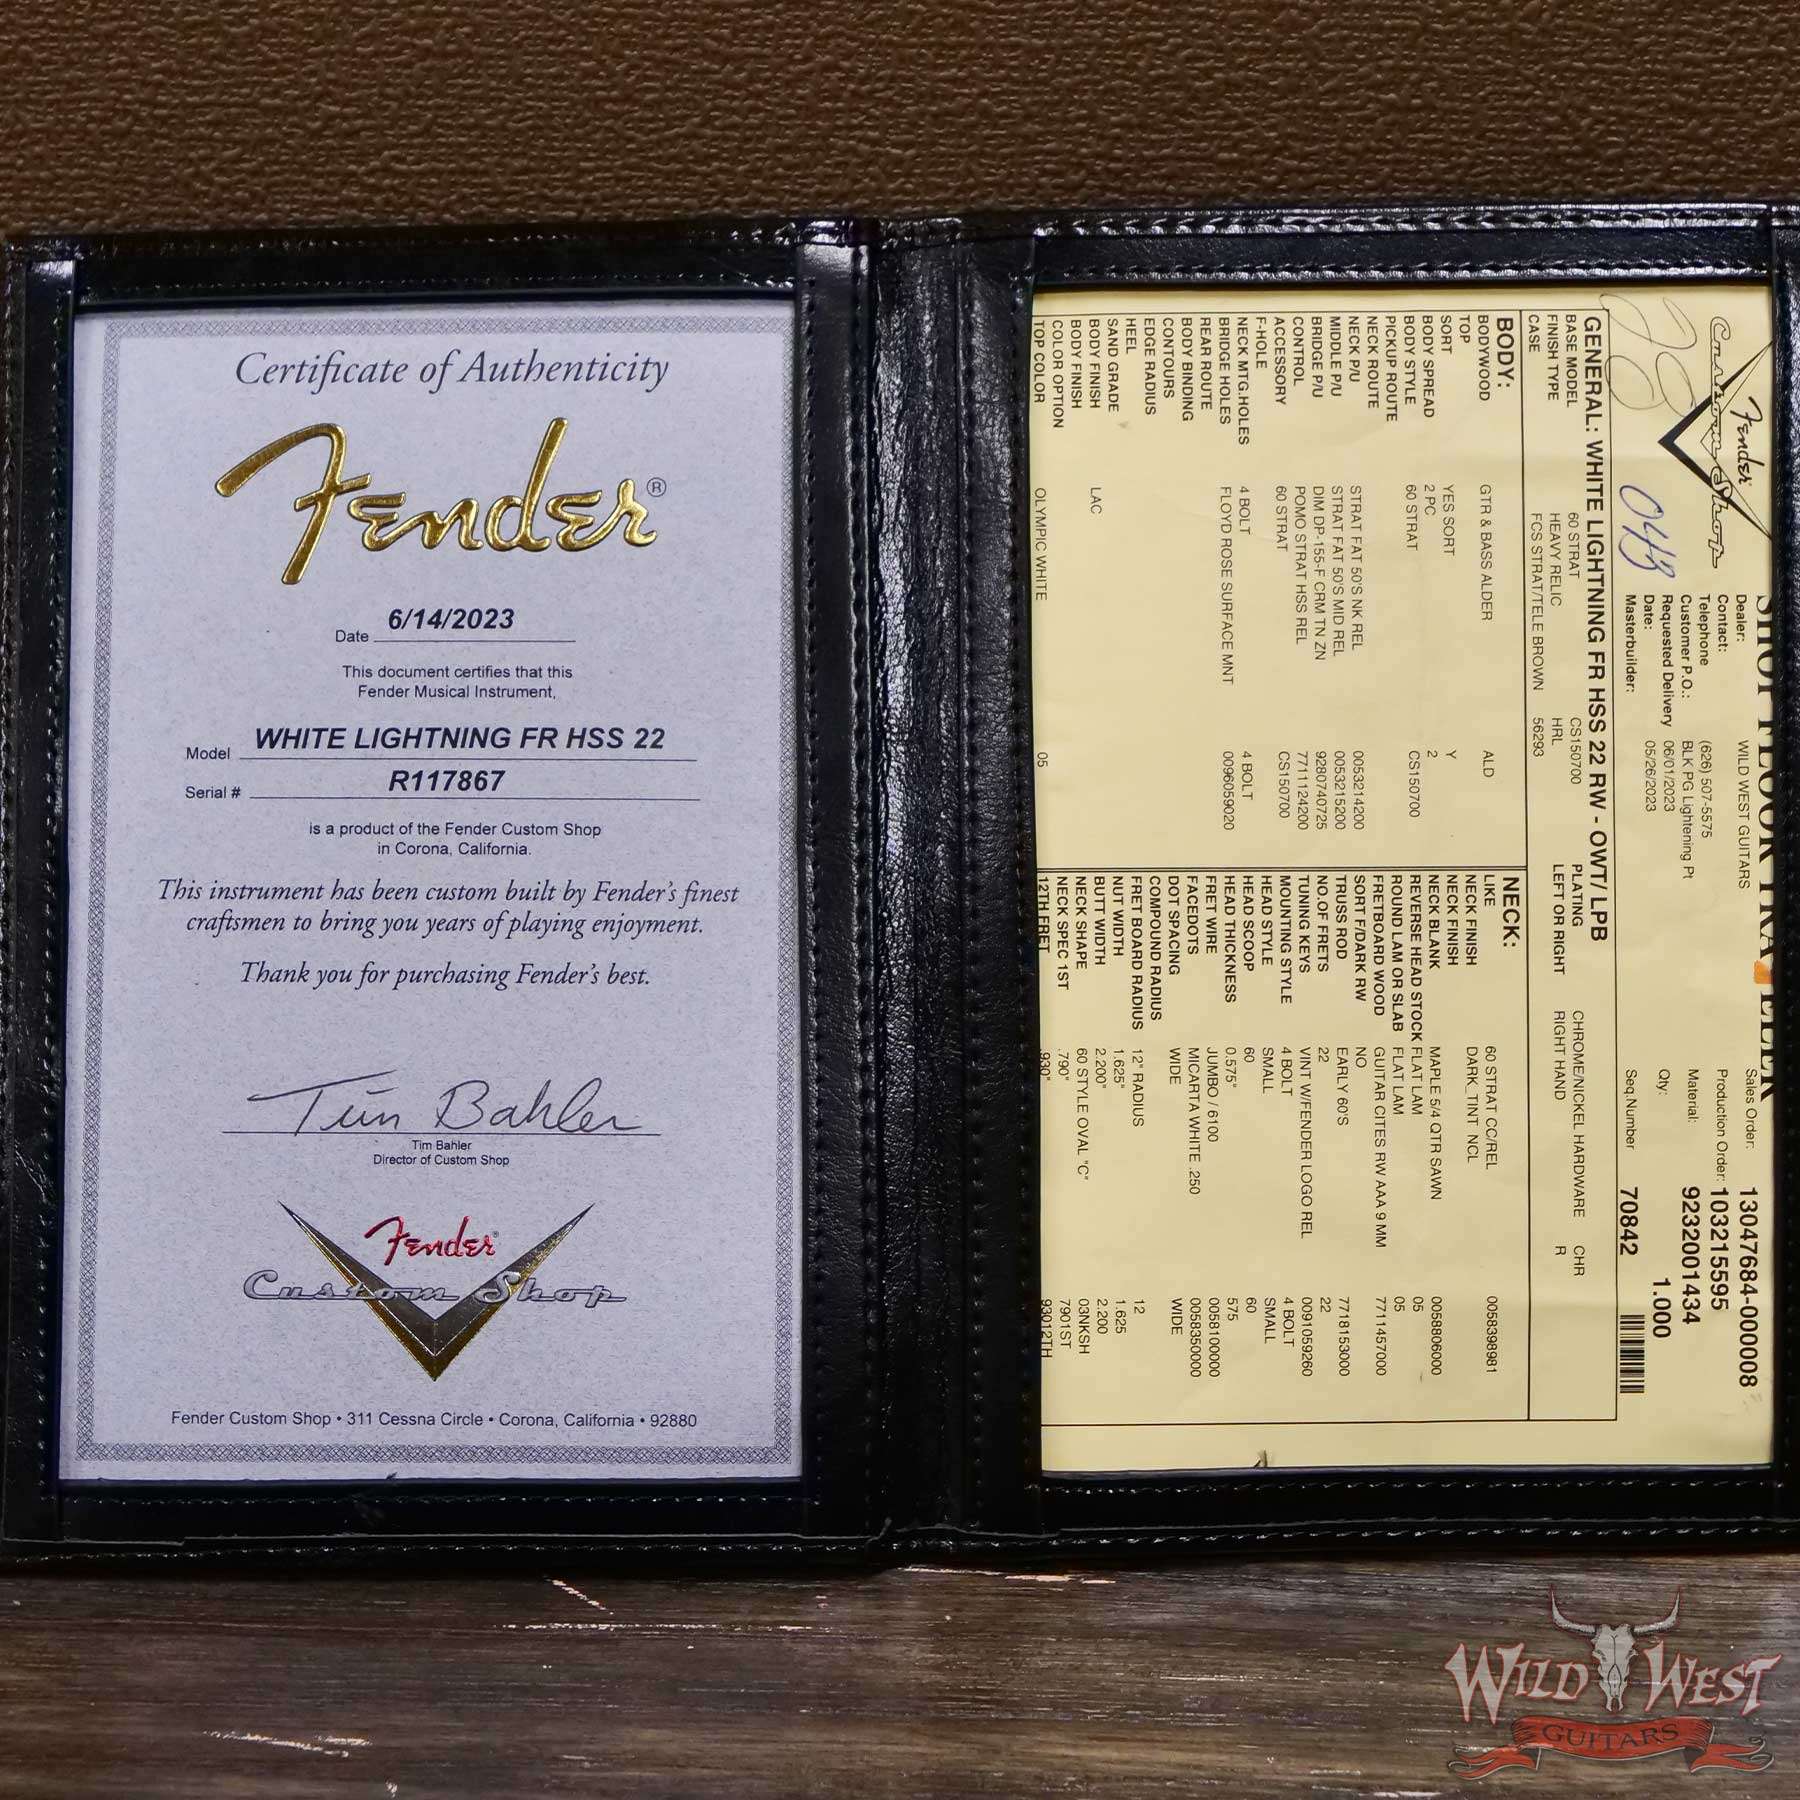 Certificate of Authenticity
Fender®
Date 6/14/2023
This document certifies that this
Fender Musical Instrument,
Model WHITE LIGHTNING FR HSS 22
Serial # R117867
is a product of the Fender Custom Shop
in Corona, California.
This instrument has been custom built by Fender's finest
craftsmen to bring you years of playing enjoyment.
Thank you for purchasing Fender's best.
Tim Bahler
Tim Bahler
Director of Custom Shop
Fender
Custom Shop
Fender Custom Shop • 311 Cessna Circle • Corona, California • 92880
Fender
Custom Shop
Dealer: WILD WEST GUITARS Sales Order: 13047684-000008
Contact: Production Order: 103215595
Telephone (626) 507-5575 Material: 9232001434
Customer P.O.: BLK PG Lightening Pt
Requested Delivery 06/01/2023 Qty: 1.000
Date: 05/26/2023
Masterbuilder: Seq.Number 70842
GENERAL: WHITE LIGHTNING FR HSS 22 RW - OWT/ LPB
BASE MODEL 60 STRAT CS150700 PLATING CHROME/NICKEL HARDWARE CHR
FINISH TYPE HEAVY RELIC HRL LEFT OR RIGHT RIGHT HAND R
CASE FCS STRAT/TELE BROWN 56293
BODY:
BODYWOOD GTR & BASS ALDER ALD
TOP
SORT YES SORT Y
BODY SPREAD 2 PC 2
BODY STYLE 60 STRAT CS150700
PICKUP ROUTE
NECK ROUTE
NECK P/U STRAT FAT 50'S NK REL 0053214200
MIDDLE P/U STRAT FAT 50'S MID REL 0053215200
BRIDGE P/U DIM DP-155-F CRM TN ZN 9280740725
CONTROL POMO STRAT HSS REL 7711124200
ACCESSORY 60 STRAT CS150700
F-HOLE
NECK MTG.HOLES 4 BOLT 4 BOLT
BRIDGE HOLES FLOYD ROSE SURFACE MNT 0096059020
REAR ROUTE
BODY BINDING
CONTOURS
EDGE RADIUS
HEEL
SAND GRADE
BODY FINISH LAC
BODY FINISH
COLOR OPTION
TOP COLOR OLYMPIC WHITE 05
NECK:
LIKE 60 STRAT CC/REL 0058398981
NECK FINISH DARK_TINT NCL
NECK FINISH
NECK BLANK MAPLE 5/4 QTR SAWN 0058806000
REVERSE HEAD STOCK FLAT LAM 05
ROUND LAM OR SLAB FLAT LAM 05
FRETBOARD WOOD GUITAR CITES RW AAA 9 MM 7711457000
SORT F/DARK RW NO
TRUSS ROD EARLY 60'S 7718153000
NO.OF FRETS 22 22
TUNING KEYS VINT W/FENDER LOGO REL 0091059260
MOUNTING STYLE 4 BOLT 4 BOLT
HEAD STYLE SMALL SMALL
HEAD SCOOP 60 60
HEAD THICKNESS 0.575" 575
FRET WIRE JUMBO / 6100 0058100000
FACEDOTS MICARTA WHITE .250 0058350000
DOT SPACING WIDE WIDE
COMPOUND RADIUS
FRET BOARD RADIUS 12" RADIUS 12
NUT WIDTH 1.625" 1.625
BUTT WIDTH 2.200" 2.200
NECK SHAPE 60 STYLE OVAL "C" 03NKSH
NECK SPEC 1ST .790" 7901ST
12TH FRET .930" 93012TH
WILD WEST
GUITARS